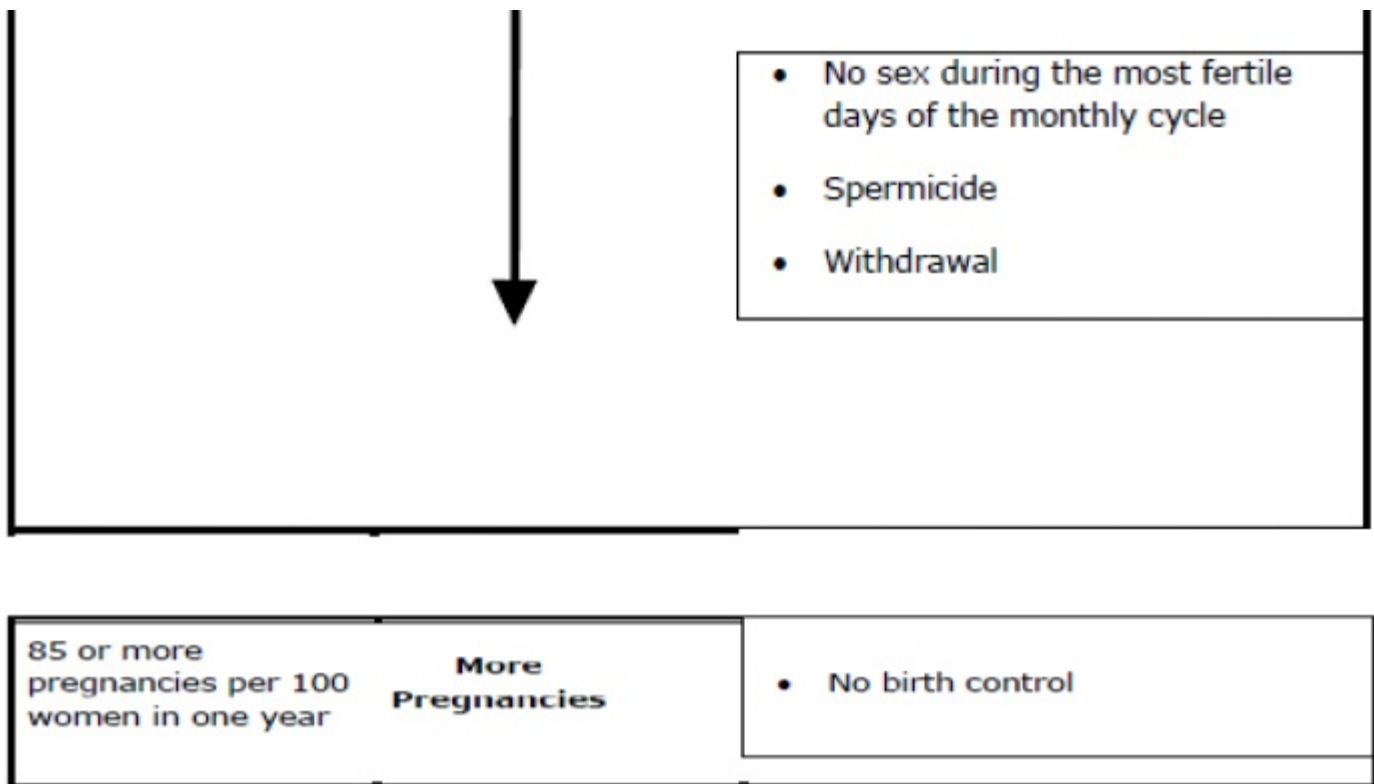 • No sex during the most fertile
days of the monthly cycle
• Spermicide
• Withdrawal
85 or more
pregnancies per 100
women in one year
More
Pregnancies
• No birth control